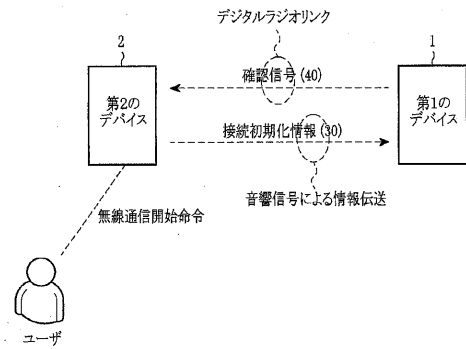 デジタルラジオリンク
2
1
確認信号(40)
第2の
デバイス
第1の
デバイス
接続初期化情報(30)
音響信号による情報伝送
無線通信開始命令
ユーザ